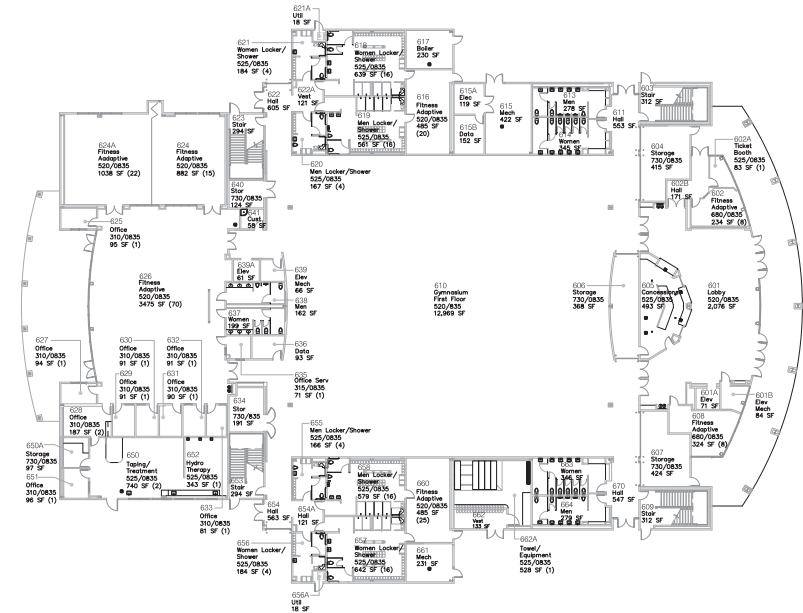 621A
Util
18 SF
621
Women Locker/
Shower
525/0835
184 SF (4)
618
Women Locker/
Shower
525/0835
639 SF (16)
617
Boiler
230 SF
622
Hall
605 SF
622A
Vest
121 SF
619
Men Locker/
Shower
525/0835
561 SF (16)
616
Fitness
Adaptive
520/0835
485 SF
(20)
615A
Elec
119 SF
615B
Data
152 SF
615
Mech
422 SF
613
Men
278 SF
614
Women
345 SF
611
Hall
553 SF
603
Stair
312 SF
623
Stair
294 SF
624A
Fitness
Aadaptive
520/0835
1038 SF (22)
624
Fitness
Aadaptive
520/0835
882 SF (15)
620
Men Locker/Shower
525/0835
167 SF (4)
604
Storage
730/0835
415 SF
602A
Ticket
Booth
525/0835
83 SF (1)
602B
Hall
171 SF
602
Fitness
Adaptive
680/0835
234 SF (8)
640
Stor
730/0835
124 SF
641
Cust.
58 SF
625
Office
310/0835
95 SF (1)
626
Fitness
Adaptive
520/0835
3475 SF (70)
639A
Elev
61 SF
639
Elev
Mech
66 SF
638
Men
162 SF
637
Women
199 SF
636
Data
93 SF
635
Office Serv
315/0835
71 SF (1)
610
Gymnasium
First Floor
520/835
12,969 SF
606
Storage
730/0835
368 SF
605
Concessions
525/0835
493 SF
601
Lobby
520/0835
2,076 SF
627
Office
310/0835
94 SF (1)
630
Office
310/0835
91 SF (1)
632
Office
310/0835
91 SF (1)
629
Office
310/0835
91 SF (1)
631
Office
310/0835
90 SF (1)
628
Office
310/0835
187 SF (2)
634
Stor
730/835
191 SF
601A
Elev
71 SF
601B
Elev
Mech
84 SF
608
Fitness
Adaptive
680/0835
324 SF (8)
655
Men Locker/Shower
525/0835
166 SF (4)
650A
Storage
730/0835
97 SF
651
Office
310/0835
96 SF (1)
650
Taping/
Treatment
525/0835
740 SF (2)
652
Hydro
Therapy
525/0835
343 SF (1)
653
Stair
294 SF
633
Office
310/0835
81 SF (1)
654
Hall
563 SF
654A
Hall
121 SF
658
Men Locker/
Shower
525/0835
579 SF (16)
660
Fitness
Adaptive
520/0835
485 SF
(25)
663
Women
346 SF
664
Men
279 SF
662
Vest
133 SF
670
Hall
547 SF
607
Storage
730/0835
424 SF
609
Stair
312 SF
656
Women Locker/
Shower
525/0835
184 SF (4)
657
Women Locker/
Shower
525/0835
642 SF (16)
661
Mech
231 SF
662A
Towel/
Equipment
525/0835
528 SF (1)
656A
Util
18 SF